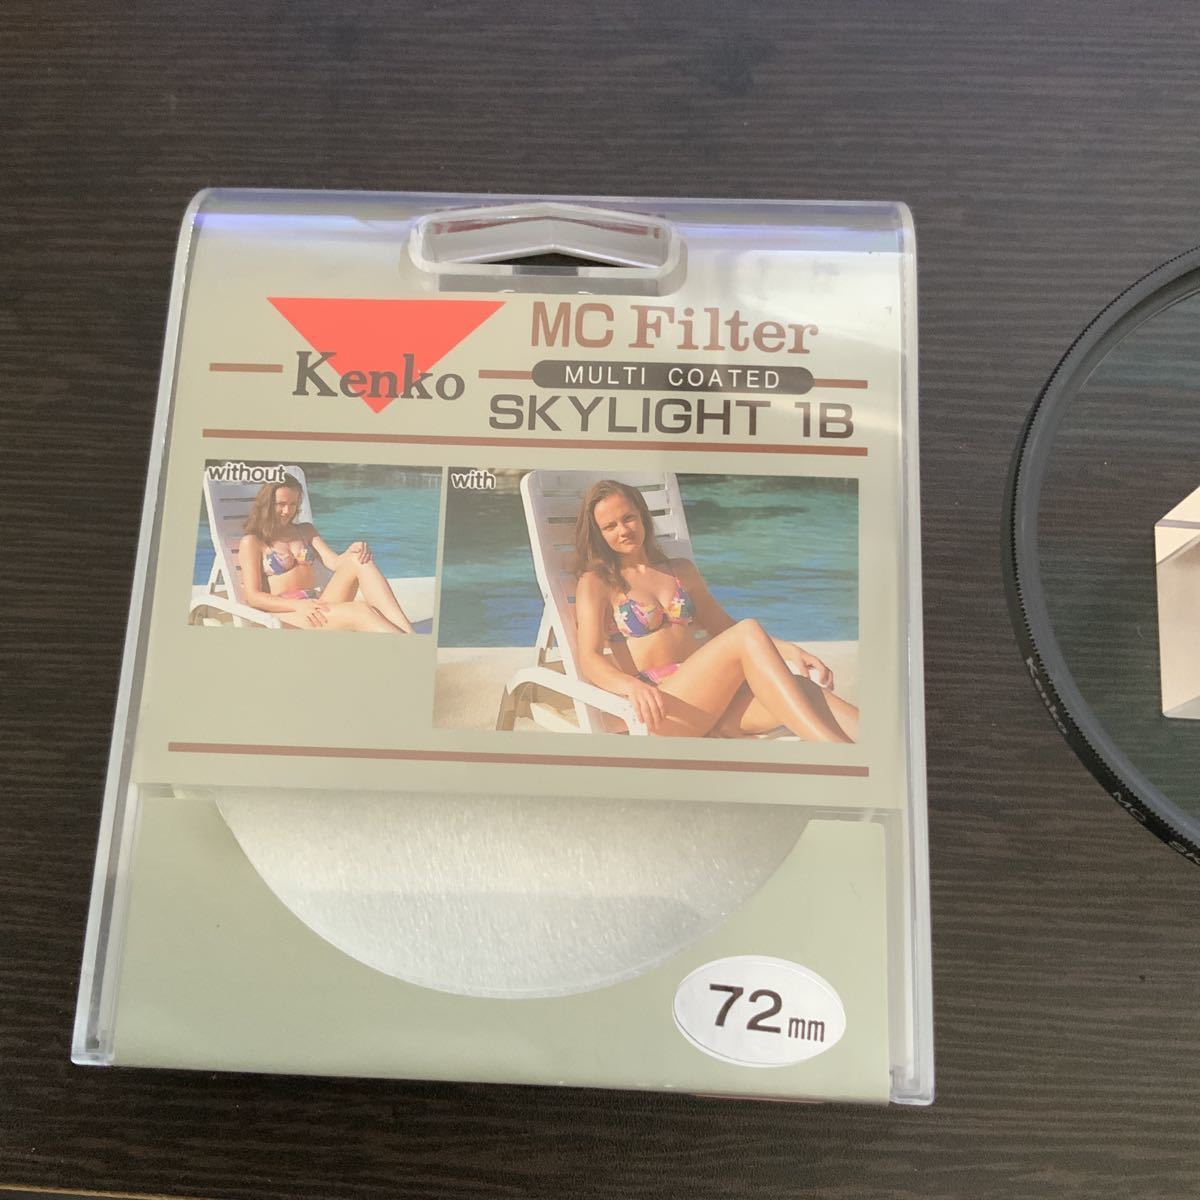 MC Filter
Kenko
MULTI COATED
SKYLIGHT 1B
without
with
72mm
Kenko
MC